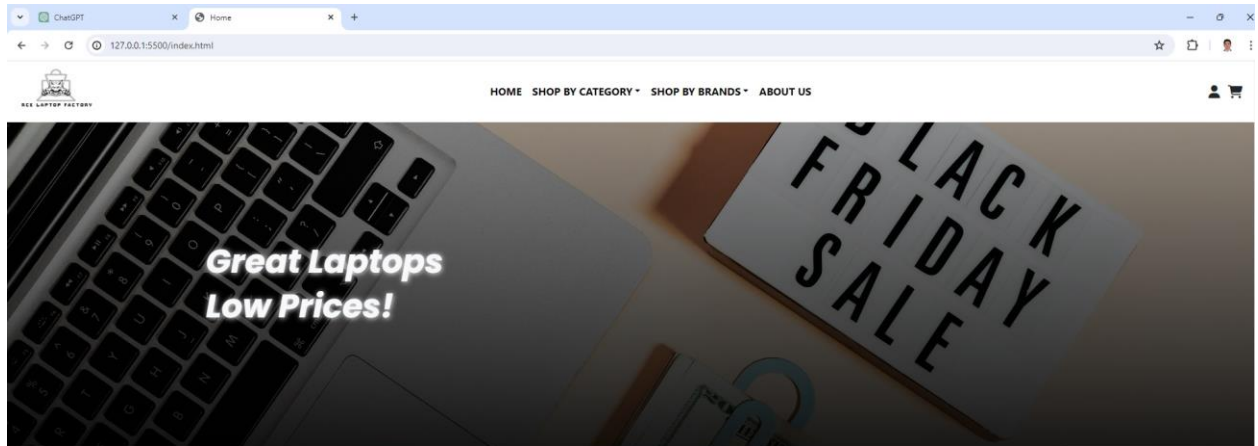 ChatGPT
Home
127.0.0.1:5500/index.html
ACE LAPTOP FACTORY
HOME SHOP BY CATEGORY SHOP BY BRANDS ABOUT US
Great Laptops
Low Prices!
BLACK
FRIDAY
SALE